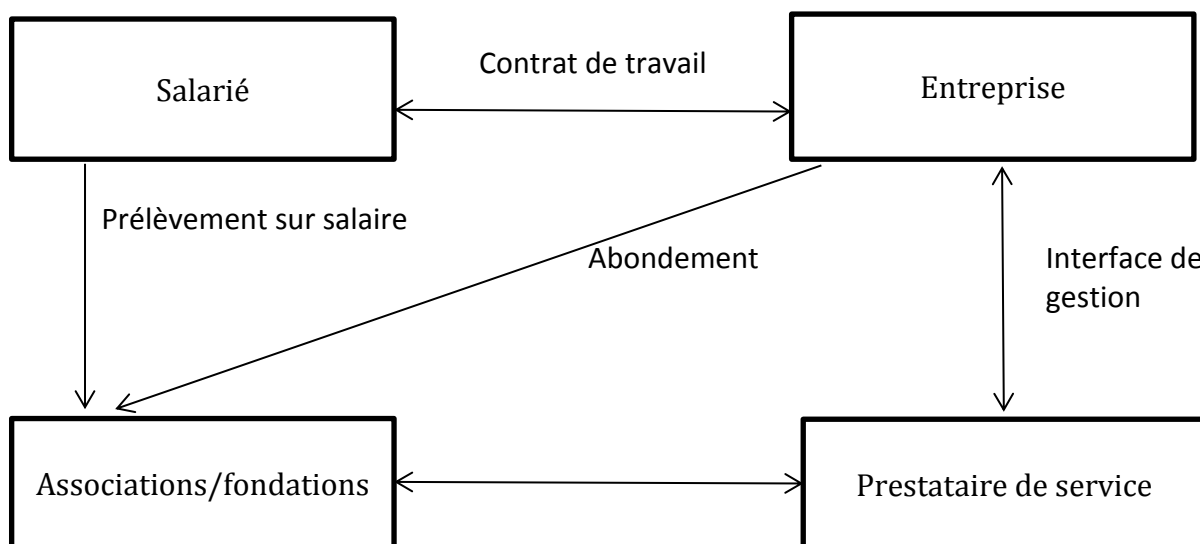 Salarié
Contrat de travail
Entreprise
Prélèvement sur salaire
Abondement
Interface de
gestion
Associations/fondations
Prestataire de service